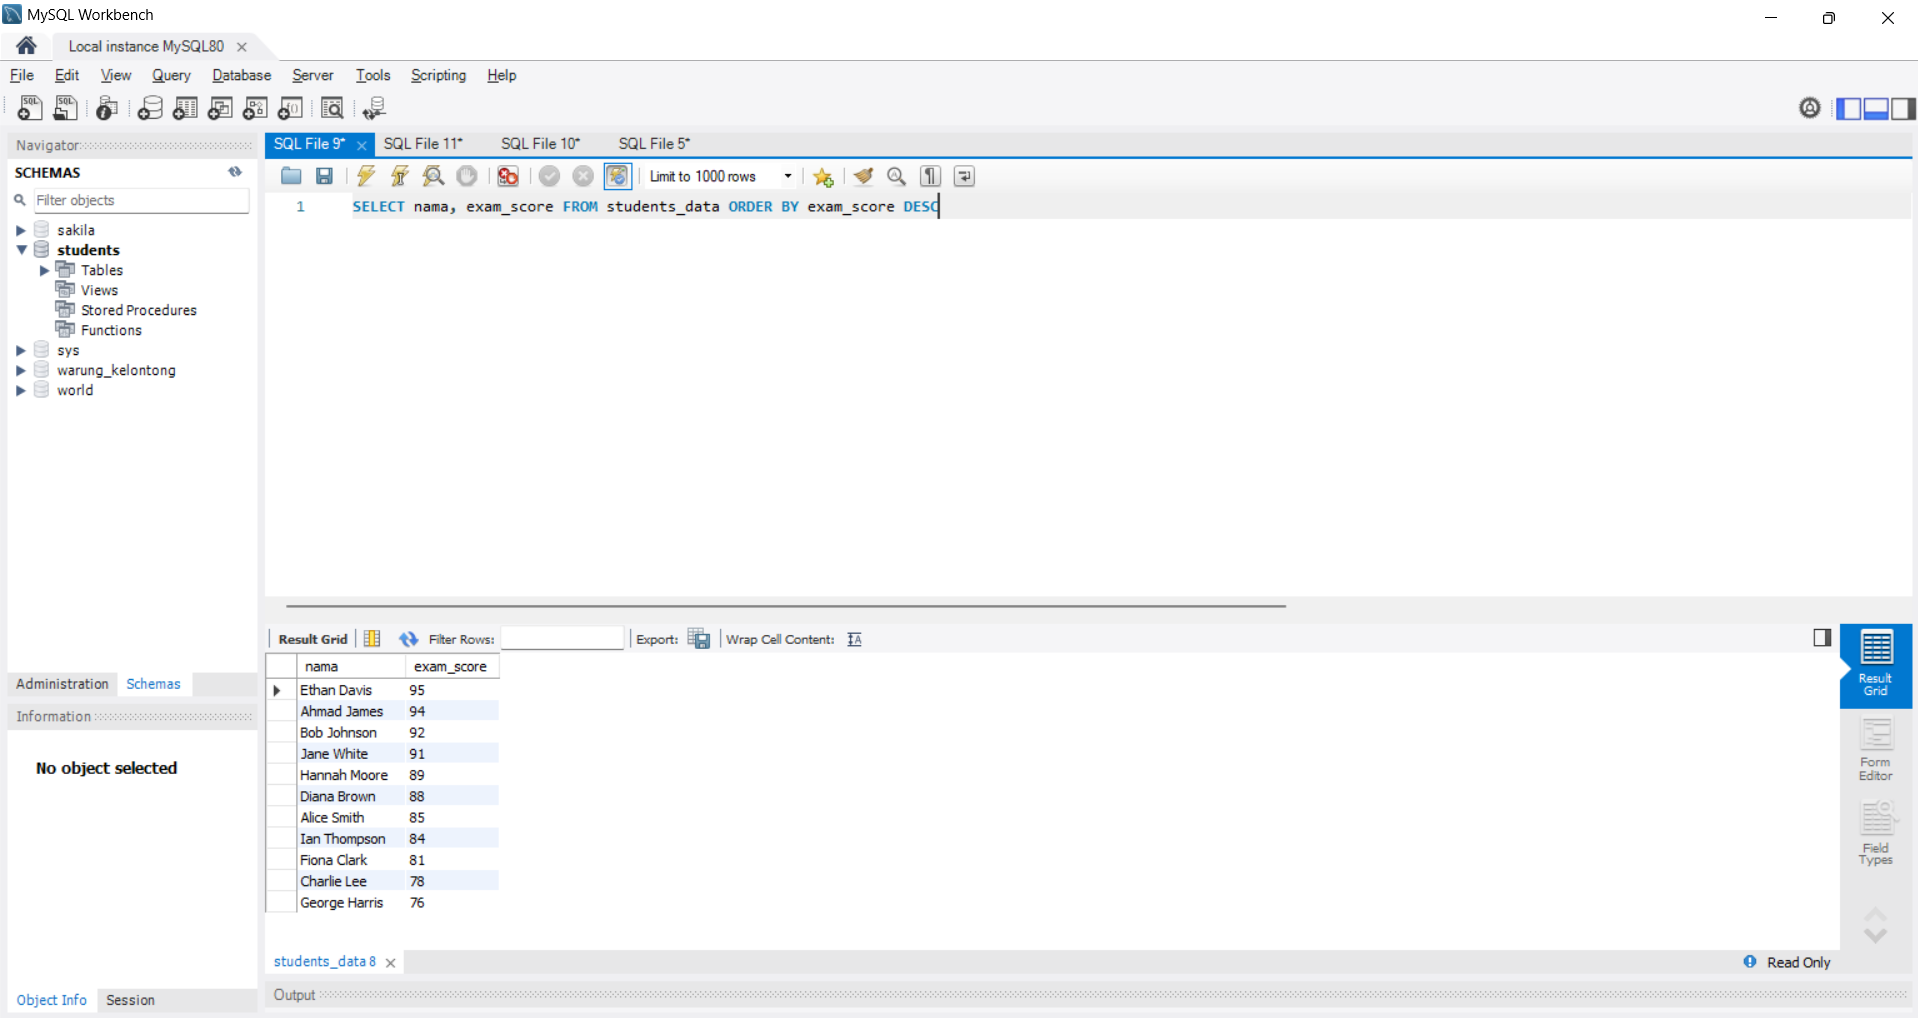 MySQL Workbench
Local instance MySQL80
File Edit View Query Database Server Tools Scripting Help
Navigator
SCHEMAS
Filter objects
sakila
students
Tables
Views
Stored Procedures
Functions
sys
warung_kelontong
world
Administration Schemas
Information
No object selected
Object Info Session
SQL File 9* SQL File 11* SQL File 10* SQL File 5*
Limit to 1000 rows
1 SELECT nama, exam_score FROM students_data ORDER BY exam_score DESC
Result Grid Filter Rows: Export: Wrap Cell Content:
nama exam_score
Ethan Davis 95
Ahmad James 94
Bob Johnson 92
Jane White 91
Hannah Moore 89
Diana Brown 88
Alice Smith 85
Ian Thompson 84
Fiona Clark 81
Charlie Lee 78
George Harris 76
Result
Grid
Form
Editor
Field
Types
students_data 8
Read Only
Output